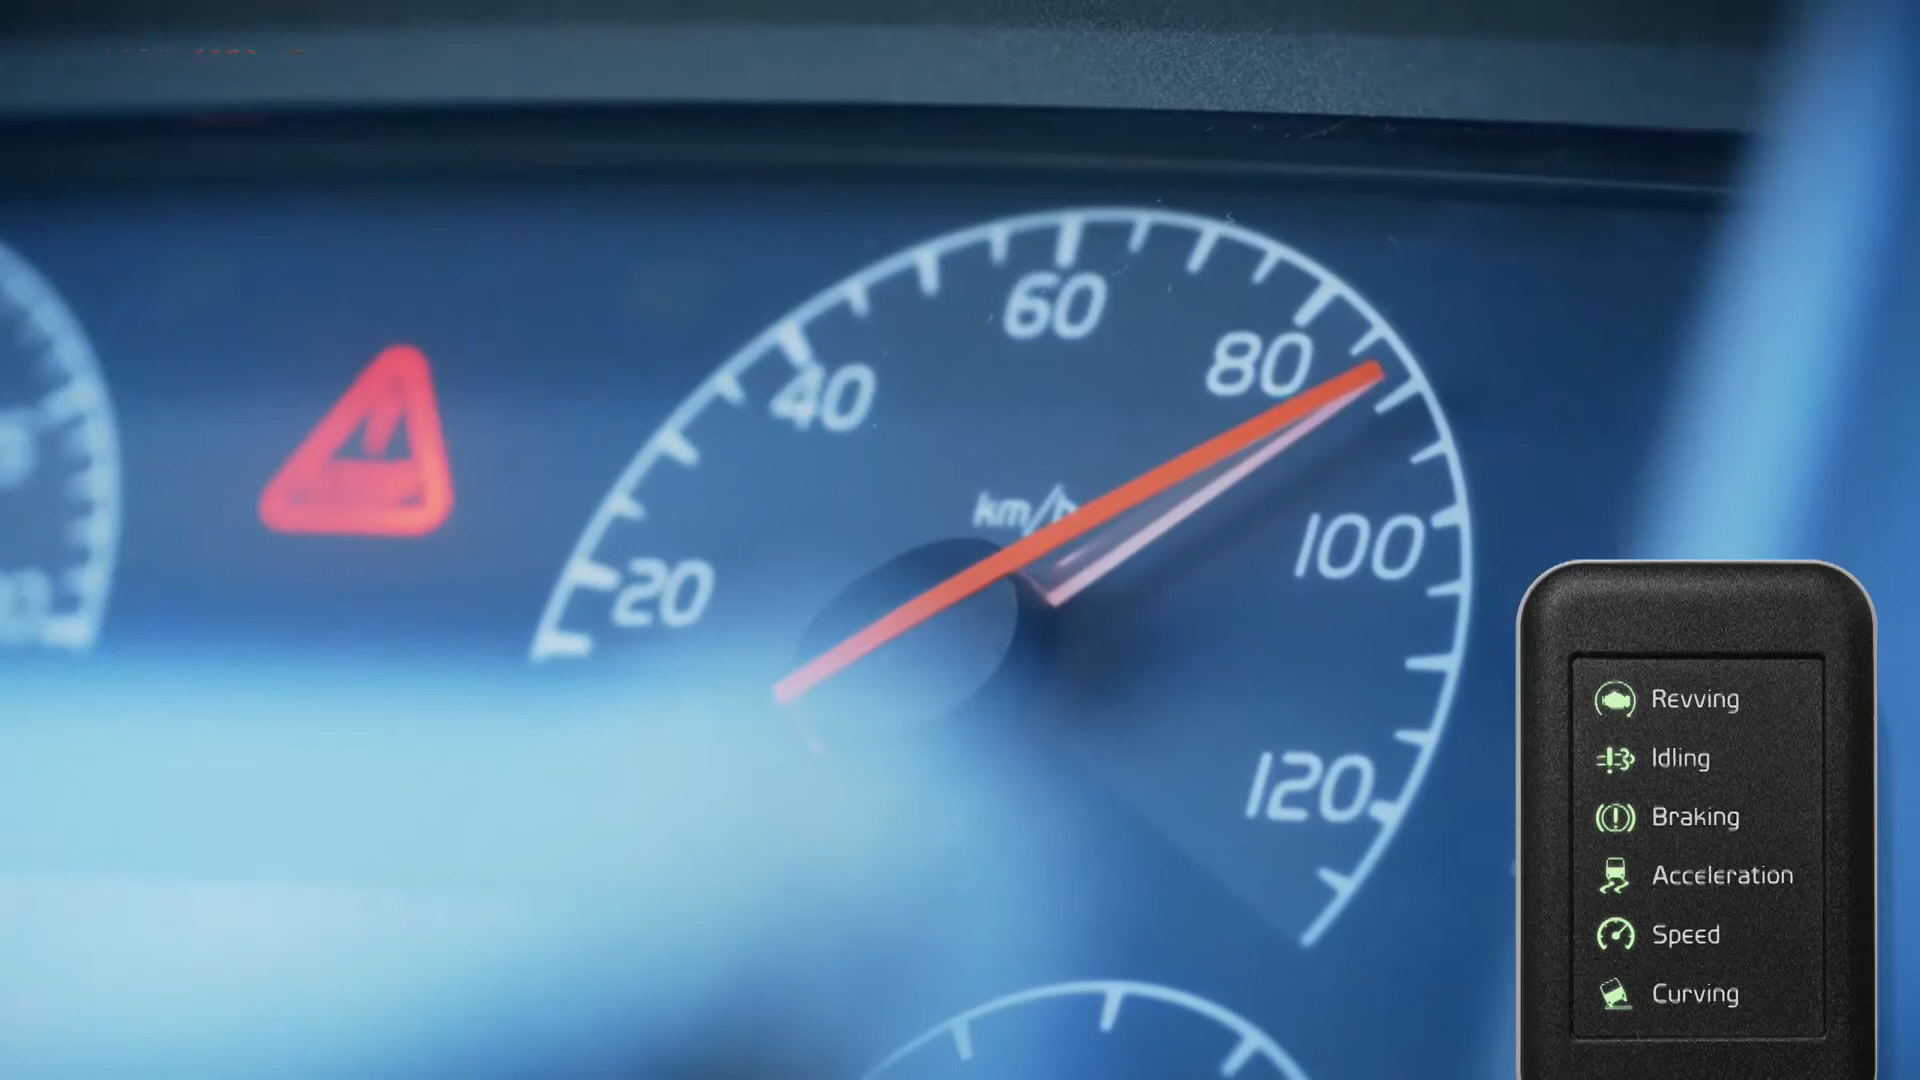 60
80
40
km/h
100
20
120
Revving
Idling
Braking
Acceleration
Speed
Curving